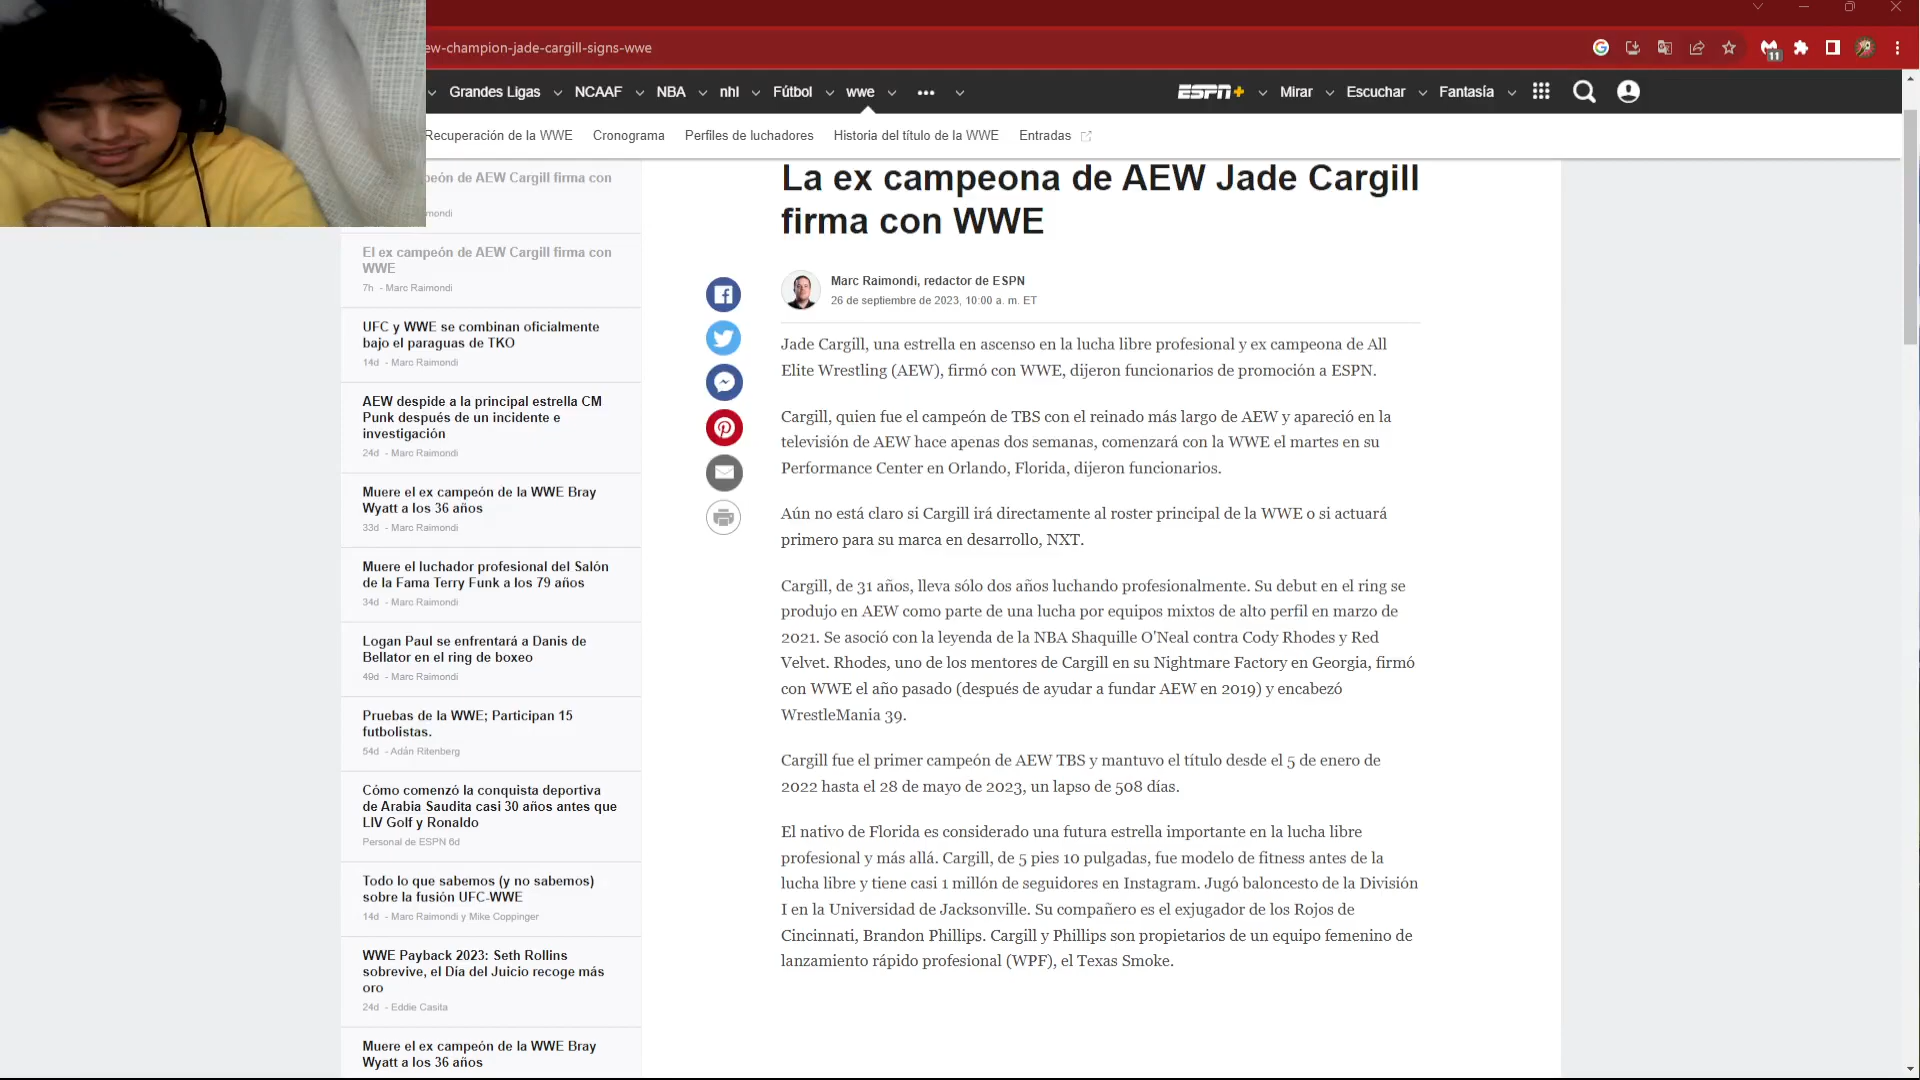 ew-champion-jade-cargill-signs-wwe
11
Grandes Ligas NCAAF NBA nhl Fútbol wwe ••• ESPN+ Mirar Escuchar Fantasía
Recuperación de la WWE Cronograma Perfiles de luchadores Historia del título de la WWE Entradas
eón de AEW Cargill firma con
mondi
El ex campeón de AEW Cargill firma con
WWE
7h - Marc Raimondi
UFC y WWE se combinan oficialmente
bajo el paraguas de TKO
14d - Marc Raimondi
AEW despide a la principal estrella CM
Punk después de un incidente e
investigación
24d - Marc Raimondi
Muere el ex campeón de la WWE Bray
Wyatt a los 36 años
33d - Marc Raimondi
Muere el luchador profesional del Salón
de la Fama Terry Funk a los 79 años
34d - Marc Raimondi
Logan Paul se enfrentará a Danis de
Bellator en el ring de boxeo
49d - Marc Raimondi
Pruebas de la WWE; Participan 15
futbolistas.
54d - Adán Ritenberg
Cómo comenzó la conquista deportiva
de Arabia Saudita casi 30 años antes que
LIV Golf y Ronaldo
Personal de ESPN 6d
Todo lo que sabemos (y no sabemos)
sobre la fusión UFC-WWE
14d - Marc Raimondi y Mike Coppinger
WWE Payback 2023: Seth Rollins
sobrevive, el Día del Juicio recoge más
oro
24d - Eddie Casita
Muere el ex campeón de la WWE Bray
Wyatt a los 36 años
La ex campeona de AEW Jade Cargill
firma con WWE
Marc Raimondi, redactor de ESPN
26 de septiembre de 2023, 10:00 a. m. ET
Jade Cargill, una estrella en ascenso en la lucha libre profesional y ex campeona de All
Elite Wrestling (AEW), firmó con WWE, dijeron funcionarios de promoción a ESPN.
Cargill, quien fue el campeón de TBS con el reinado más largo de AEW y apareció en la
televisión de AEW hace apenas dos semanas, comenzará con la WWE el martes en su
Performance Center en Orlando, Florida, dijeron funcionarios.
Aún no está claro si Cargill irá directamente al roster principal de la WWE o si actuará
primero para su marca en desarrollo, NXT.
Cargill, de 31 años, lleva sólo dos años luchando profesionalmente. Su debut en el ring se
produjo en AEW como parte de una lucha por equipos mixtos de alto perfil en marzo de
2021. Se asoció con la leyenda de la NBA Shaquille O'Neal contra Cody Rhodes y Red
Velvet. Rhodes, uno de los mentores de Cargill en su Nightmare Factory en Georgia, firmó
con WWE el año pasado (después de ayudar a fundar AEW en 2019) y encabezó
WrestleMania 39.
Cargill fue el primer campeón de AEW TBS y mantuvo el título desde el 5 de enero de
2022 hasta el 28 de mayo de 2023, un lapso de 508 días.
El nativo de Florida es considerado una futura estrella importante en la lucha libre
profesional y más allá. Cargill, de 5 pies 10 pulgadas, fue modelo de fitness antes de la
lucha libre y tiene casi 1 millón de seguidores en Instagram. Jugó baloncesto de la División
I en la Universidad de Jacksonville. Su compañero es el exjugador de los Rojos de
Cincinnati, Brandon Phillips. Cargill y Phillips son propietarios de un equipo femenino de
lanzamiento rápido profesional (WPF), el Texas Smoke.